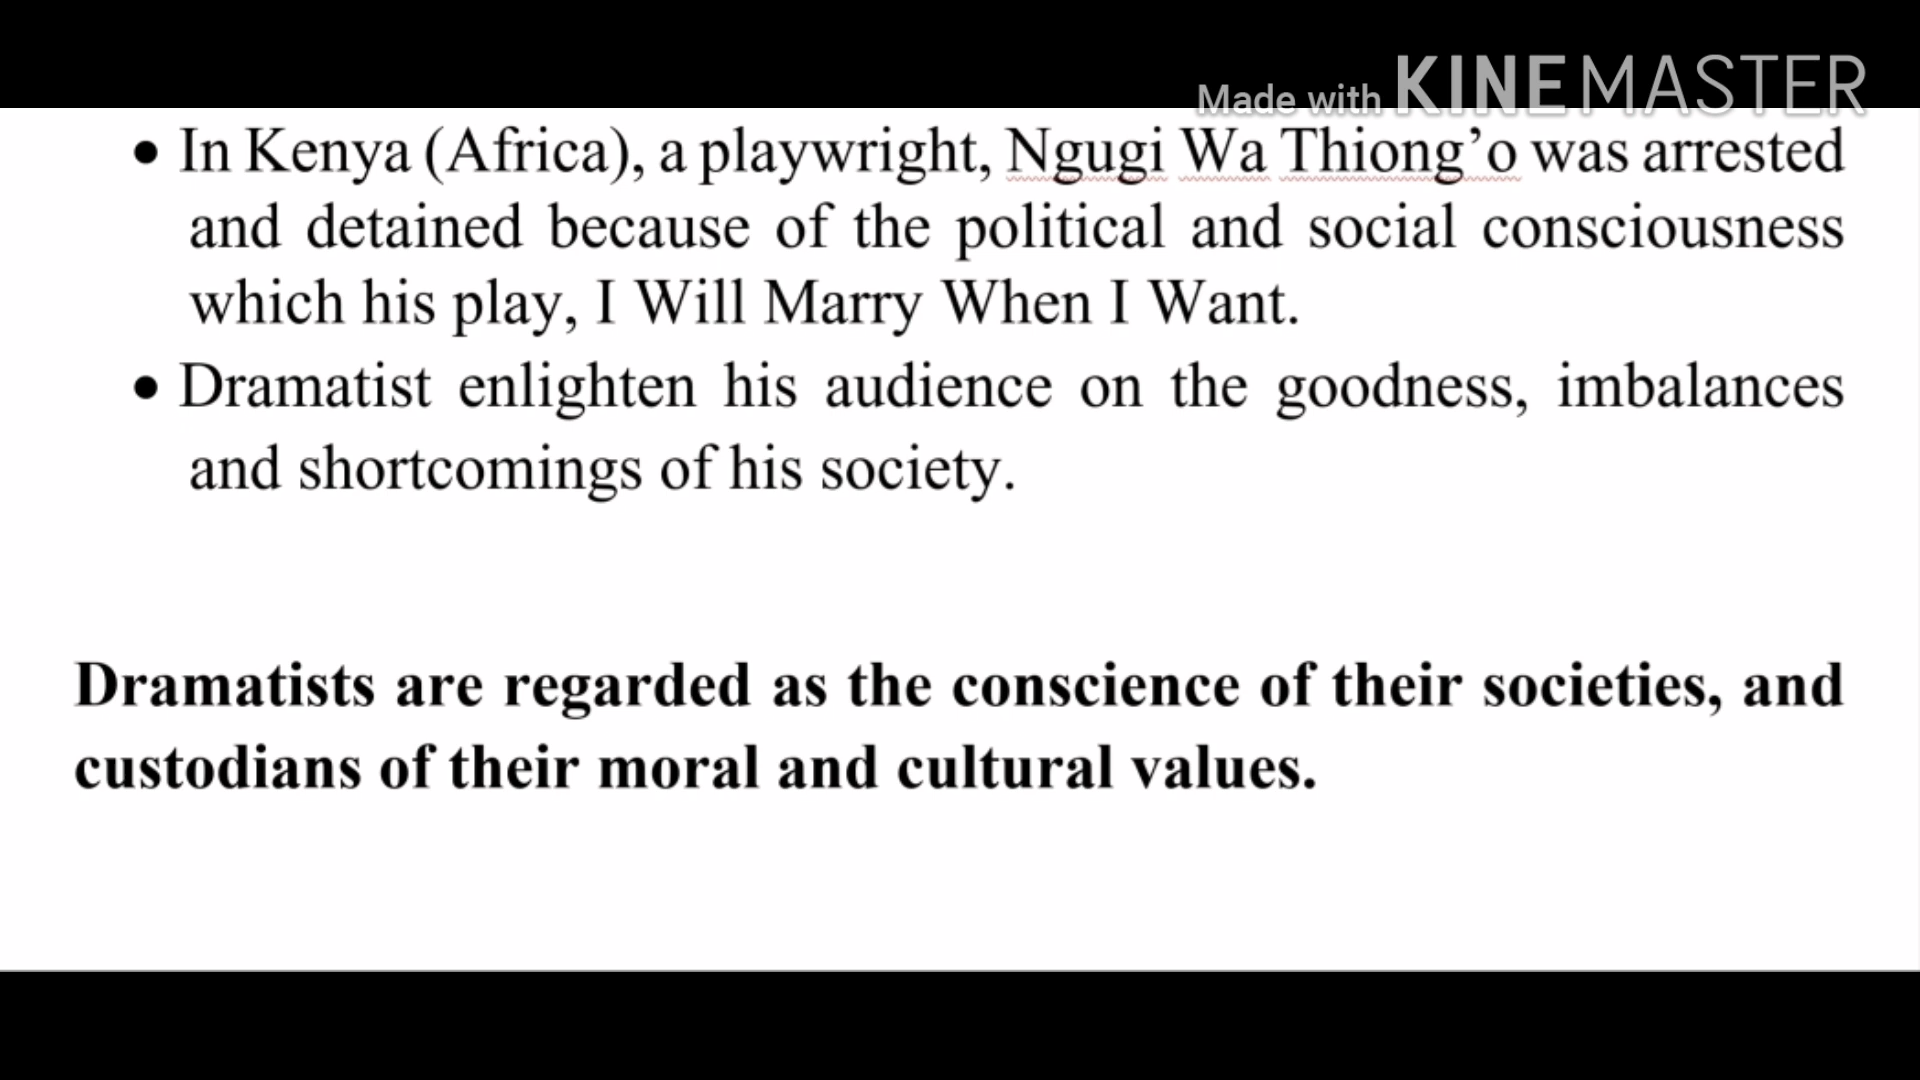 Made with KINEMASTER
• In Kenya (Africa), a playwright, Ngugi Wa Thiong’o was arrested
and detained because of the political and social consciousness
which his play, I Will Marry When I Want.
• Dramatist enlighten his audience on the goodness, imbalances
and shortcomings of his society.
Dramatists are regarded as the conscience of their societies, and
custodians of their moral and cultural values.